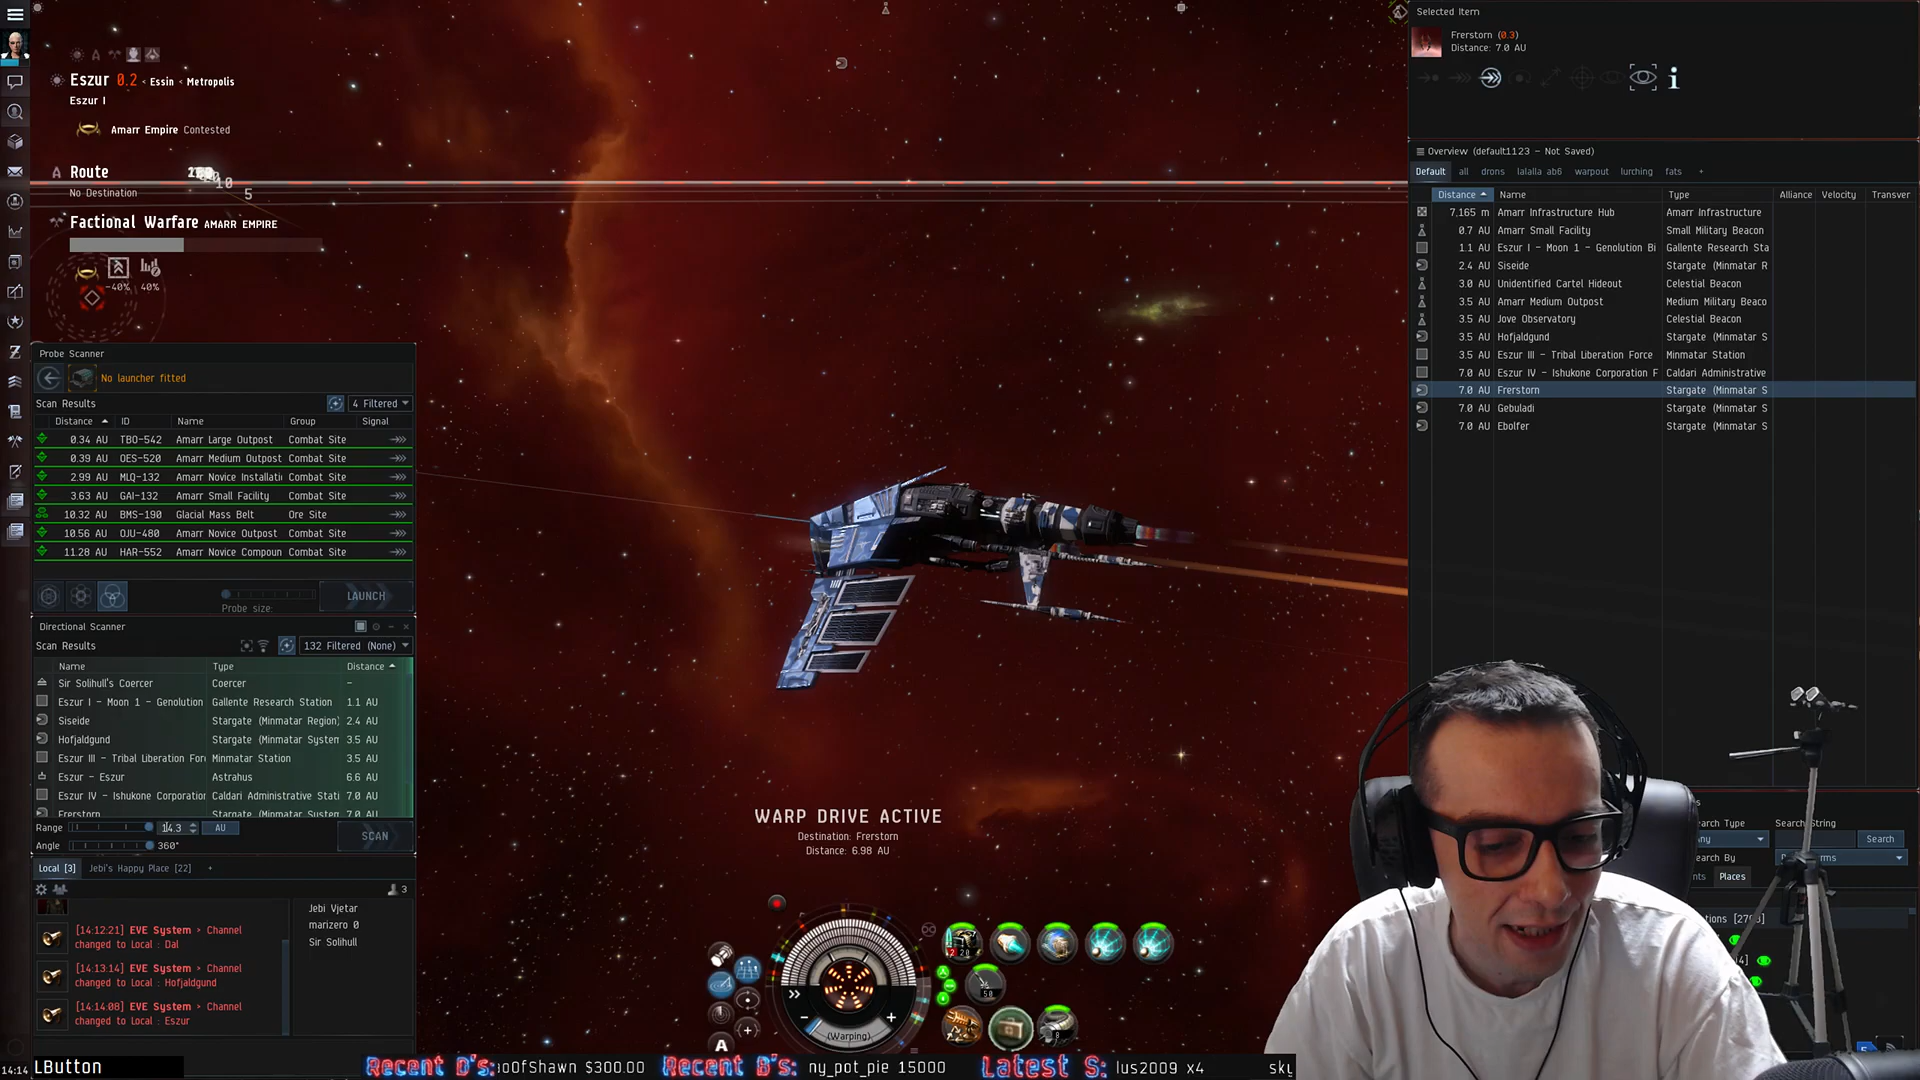 Eszur 0.2 < Essin < Metropolis
Eszur I
Amarr Empire Contested
Route
No Destination
10
5
Factional Warfare AMARR EMPIRE
-40% 40%
Probe Scanner
No launcher fitted
Scan Results
4 Filtered
Distance ID Name Group Signal
0.34 AU TBO-542 Amarr Large Outpost Combat Site
0.39 AU OES-520 Amarr Medium Outpost Combat Site
2.99 AU MLQ-132 Amarr Novice Installati Combat Site
3.63 AU GAI-132 Amarr Small Facility Combat Site
10.32 AU BMS-190 Glacial Mass Belt Ore Site
10.56 AU OJU-480 Amarr Novice Outpost Combat Site
11.28 AU HAR-552 Amarr Novice Compoun Combat Site
Probe size:
LAUNCH
Directional Scanner
Scan Results
132 Filtered (None)
Name Type Distance
Sir Solihull's Coercer Coercer -
Eszur I - Moon 1 - Genolution Gallente Research Station 1.1 AU
Siseide Stargate (Minmatar Region) 2.4 AU
Hofjaldgund Stargate (Minmatar System 3.5 AU
Eszur III - Tribal Liberation For Minmatar Station 3.5 AU
Eszur - Eszur Astrahus 6.6 AU
Eszur IV - Ishukone Corporation Caldari Administrative Stati 7.0 AU
Frerstorn Stargate (Minmatar System 7.0 AU
Range 14.3 AU
Angle 360°
SCAN
Local [3] Jebi's Happy Place [22] +
3
[14:12:21] EVE System > Channel
changed to Local : Dal
[14:13:14] EVE System > Channel
changed to Local : Hofjaldgund
[14:14:08] EVE System > Channel
changed to Local : Eszur
Jebi Vjetar
marizero 0
Sir Solihull
14:14
LButton
WARP DRIVE ACTIVE
Destination: Frerstorn
Distance: 6.98 AU
(Warping)
50
Recent D's: oOfShawn $300.00
Recent B's: ny_pot_pie 15000
Latest S: lus2009 x4
sky
Selected Item
Frerstorn (0.3)
Distance: 7.0 AU
Overview (default1123 - Not Saved)
Default all drons lalalla ab6 warpout lurching fats +
Distance Name Type Alliance Velocity Transver
7,165 m Amarr Infrastructure Hub Amarr Infrastructure
0.7 AU Amarr Small Facility Small Military Beacon
1.1 AU Eszur I - Moon 1 - Genolution Bi Gallente Research Sta
2.4 AU Siseide Stargate (Minmatar R
3.0 AU Unidentified Cartel Hideout Celestial Beacon
3.5 AU Amarr Medium Outpost Medium Military Beaco
3.5 AU Jove Observatory Celestial Beacon
3.5 AU Hofjaldgund Stargate (Minmatar S
3.5 AU Eszur III - Tribal Liberation Force Minmatar Station
7.0 AU Eszur IV - Ishukone Corporation F Caldari Administrative
7.0 AU Frerstorn Stargate (Minmatar S
7.0 AU Gebuladi Stargate (Minmatar S
7.0 AU Ebolfer Stargate (Minmatar S
earch Type
Search String
ny
Search
earch By
Places